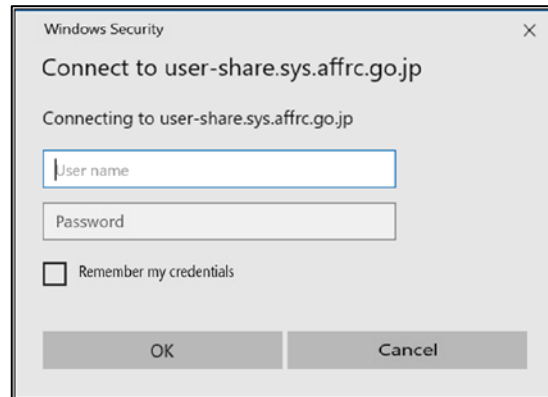 Windows Security
Connect to user-share.sys.affrc.go.jp
Connecting to user-share.sys.affrc.go.jp
User name
Password
Remember my credentials
OK
Cancel